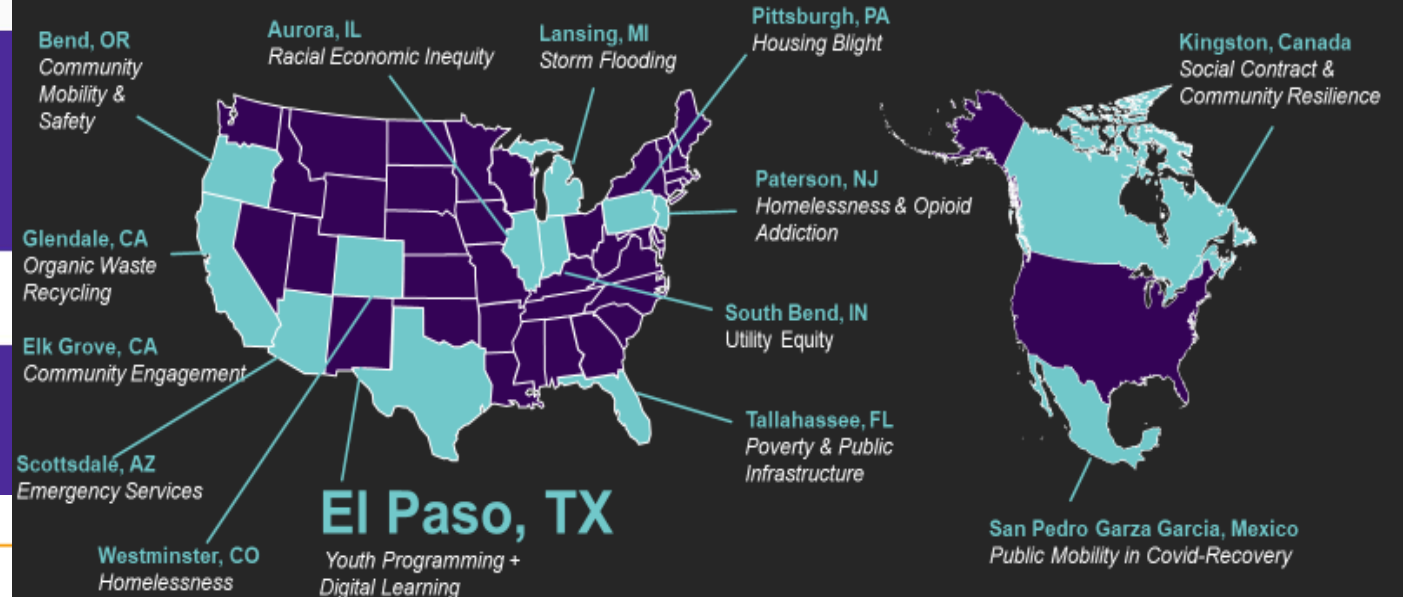 Bend, OR
Community
Mobility &
Safety
Aurora, IL
Racial Economic Inequity
Lansing, MI
Storm Flooding
Pittsburgh, PA
Housing Blight
Kingston, Canada
Social Contract &
Community Resilience
Paterson, NJ
Homelessness & Opioid
Addiction
Glendale, CA
Organic Waste
Recycling
South Bend, IN
Utility Equity
Elk Grove, CA
Community Engagement
Tallahassee, FL
Poverty & Public
Infrastructure
Scottsdale, AZ
Emergency Services
El Paso, TX
Youth Programming +
Digital Learning
Westminster, CO
Homelessness
San Pedro Garza Garcia, Mexico
Public Mobility in Covid-Recovery